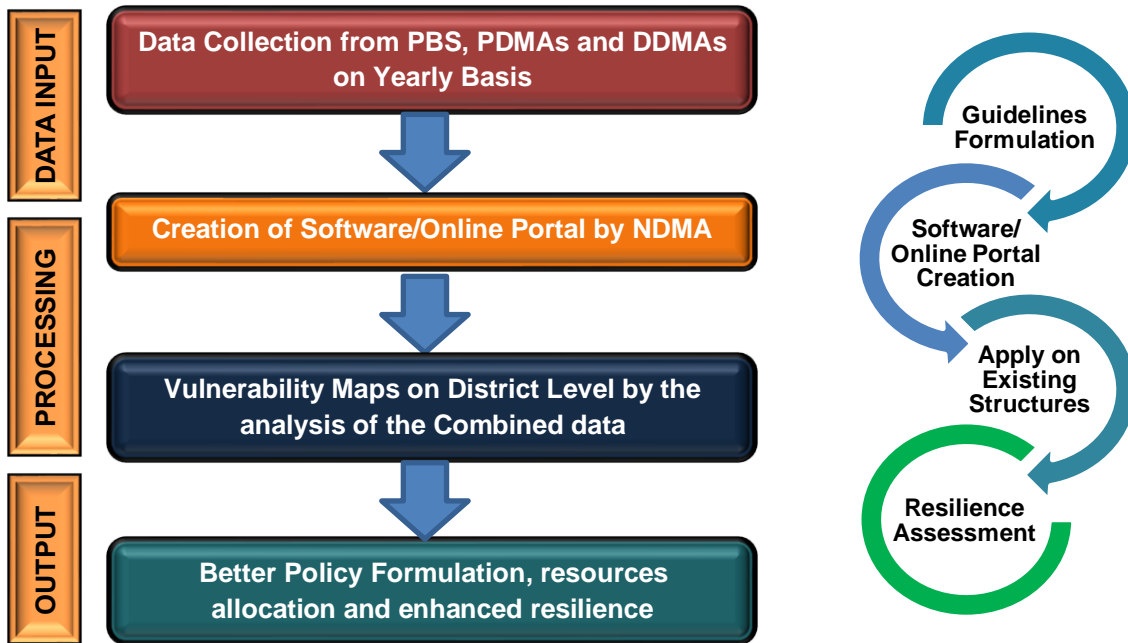 DATA INPUT
Data Collection from PBS, PDMAs and DDMAs
on Yearly Basis
PROCESSING
Creation of Software/Online Portal by NDMA
Vulnerability Maps on District Level by the
analysis of the Combined data
OUTPUT
Better Policy Formulation, resources
allocation and enhanced resilience
Guidelines
Formulation
Software/
Online Portal
Creation
Apply on
Existing
Structures
Resilience
Assessment